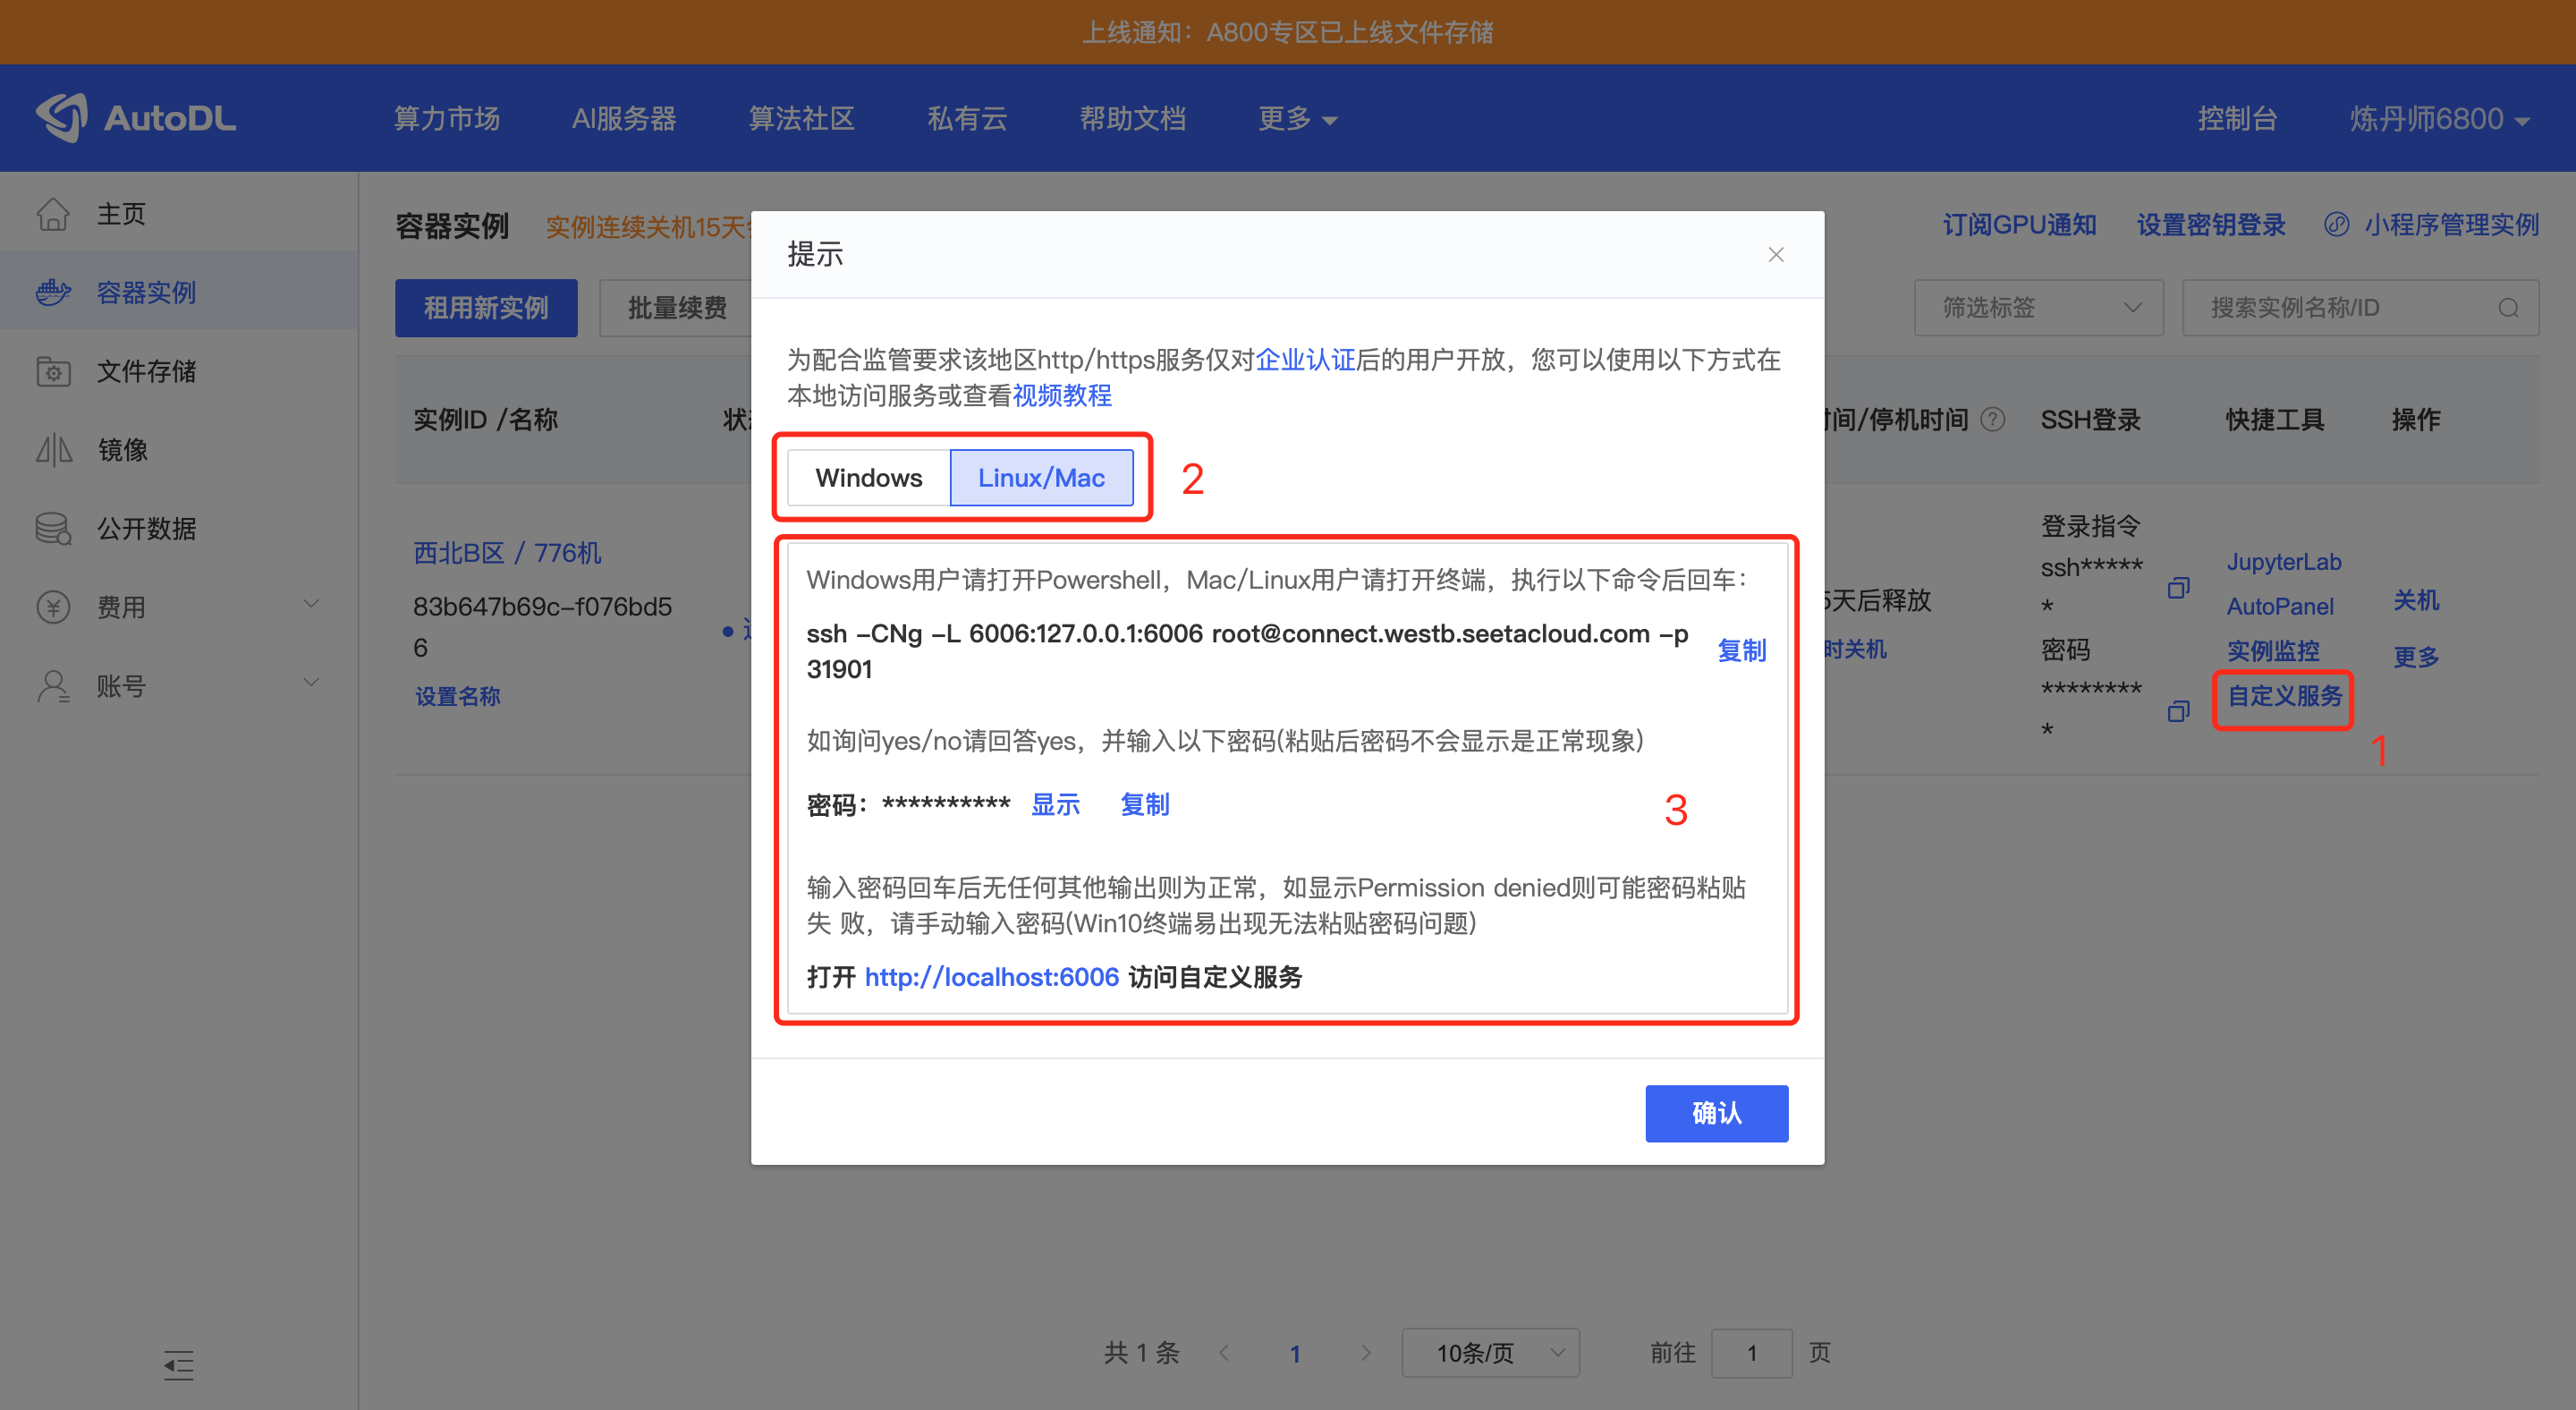 上线通知：A800专区已上线文件存储
AutoDL
算力市场
AI服务器
算法社区
私有云
帮助文档
更多
控制台
炼丹师6800
主页
容器实例
文件存储
镜像
公开数据
费用
账号
容器实例
实例连续关机15天
订阅GPU通知
设置密钥登录
小程序管理实例
租用新实例
批量续费
筛选标签
搜索实例名称/ID
实例ID /名称
间/停机时间
SSH登录
快捷工具
操作
西北B区 / 776机
83b647b69c-f076bd5
6
设置名称
5天后释放
时关机
登录指令
ssh*****
*
密码
********
*
JupyterLab
AutoPanel
实例监控
自定义服务
关机
更多
1
提示
为配合监管要求该地区http/https服务仅对企业认证后的用户开放，您可以使用以下方式在
本地访问服务或查看视频教程
Windows
Linux/Mac
2
Windows用户请打开Powershell，Mac/Linux用户请打开终端，执行以下命令后回车：
ssh -CNg -L 6006:127.0.0.1:6006 root@connect.westb.seetacloud.com -p
31901
复制
如询问yes/no请回答yes，并输入以下密码(粘贴后密码不会显示是正常现象)
密码：********** 显示 复制
3
输入密码回车后无任何其他输出则为正常，如显示Permission denied则可能密码粘贴
失 败，请手动输入密码(Win10终端易出现无法粘贴密码问题)
打开 http://localhost:6006 访问自定义服务
确认
共 1 条
1
10条/页
前往
1
页